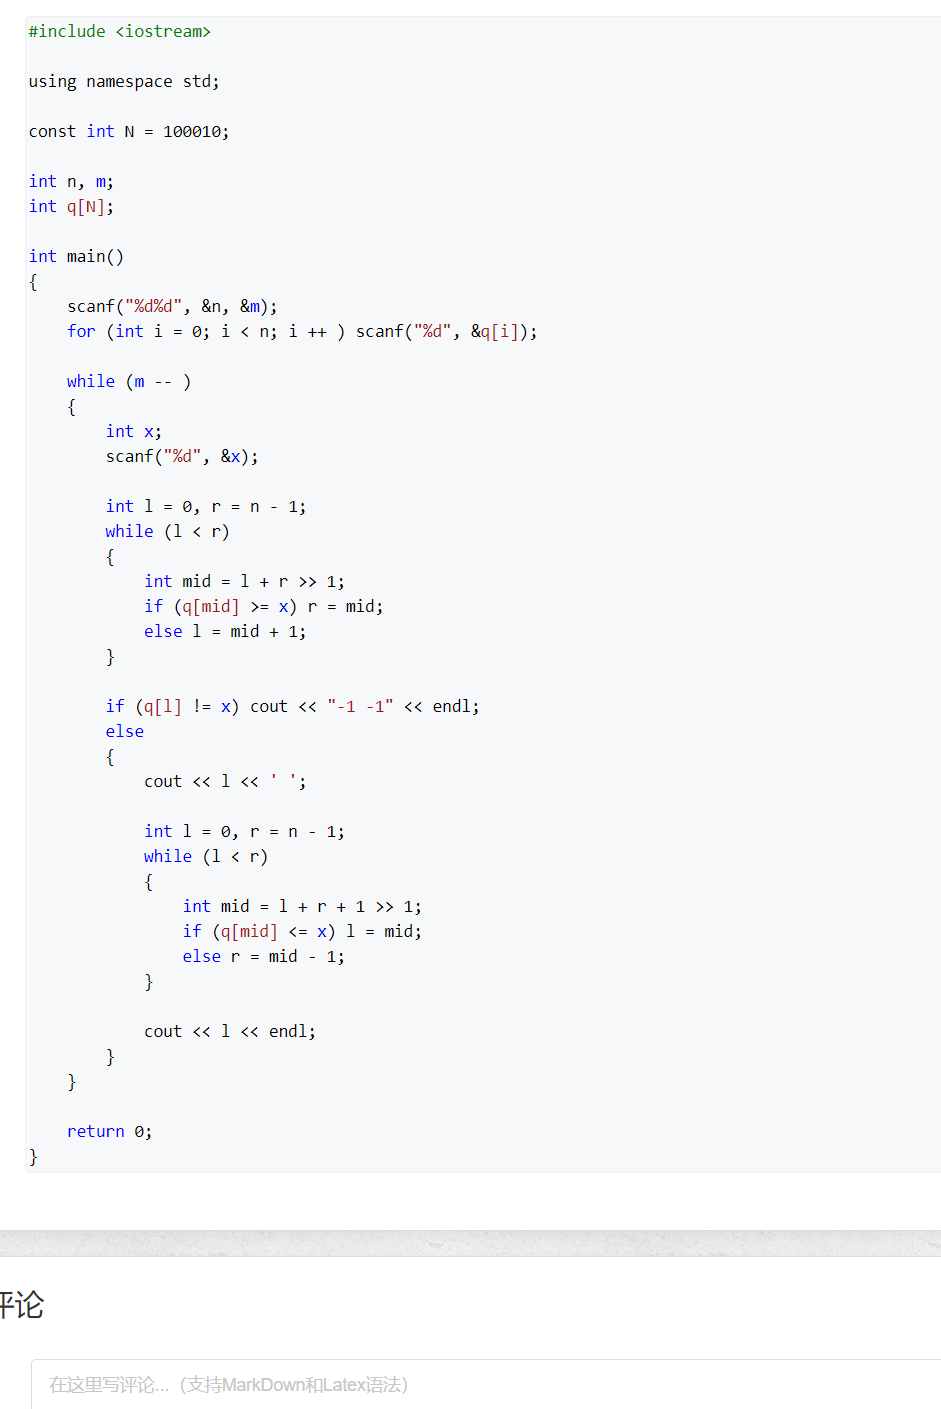 #include <iostream>
using namespace std;
const int N = 100010;
int n, m;
int q[N];
int main()
{
    scanf("%d%d", &n, &m);
    for (int i = 0; i < n; i ++ ) scanf("%d", &q[i]);
    while (m -- )
    {
        int x;
        scanf("%d", &x);
        int l = 0, r = n - 1;
        while (l < r)
        {
            int mid = l + r >> 1;
            if (q[mid] >= x) r = mid;
            else l = mid + 1;
        }
        if (q[l] != x) cout << "-1 -1" << endl;
        else
        {
            cout << l << ' ';
            int l = 0, r = n - 1;
            while (l < r)
            {
                int mid = l + r + 1 >> 1;
                if (q[mid] <= x) l = mid;
                else r = mid - 1;
            }
            cout << l << endl;
        }
    }
    return 0;
}
评论
在这里写评论... (支持MarkDown和Latex语法)